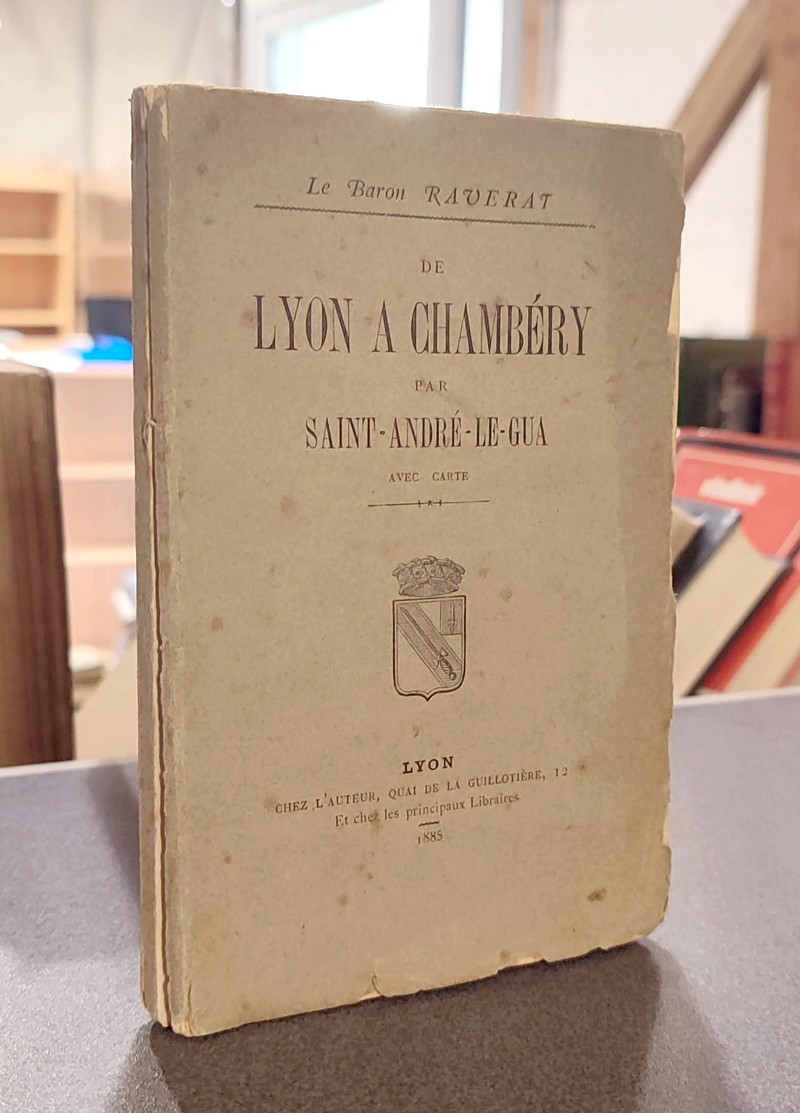 Le Baron RAVERAT
DE
LYON A CHAMBÉRY
PAR
SAINT-ANDRÉ-LE-GUA
AVEC CARTE
LYON
CHEZ L'AUTEUR, QUAI DE LA GUILLOTIÈRE, 12
Et chez les principaux Libraires
1885